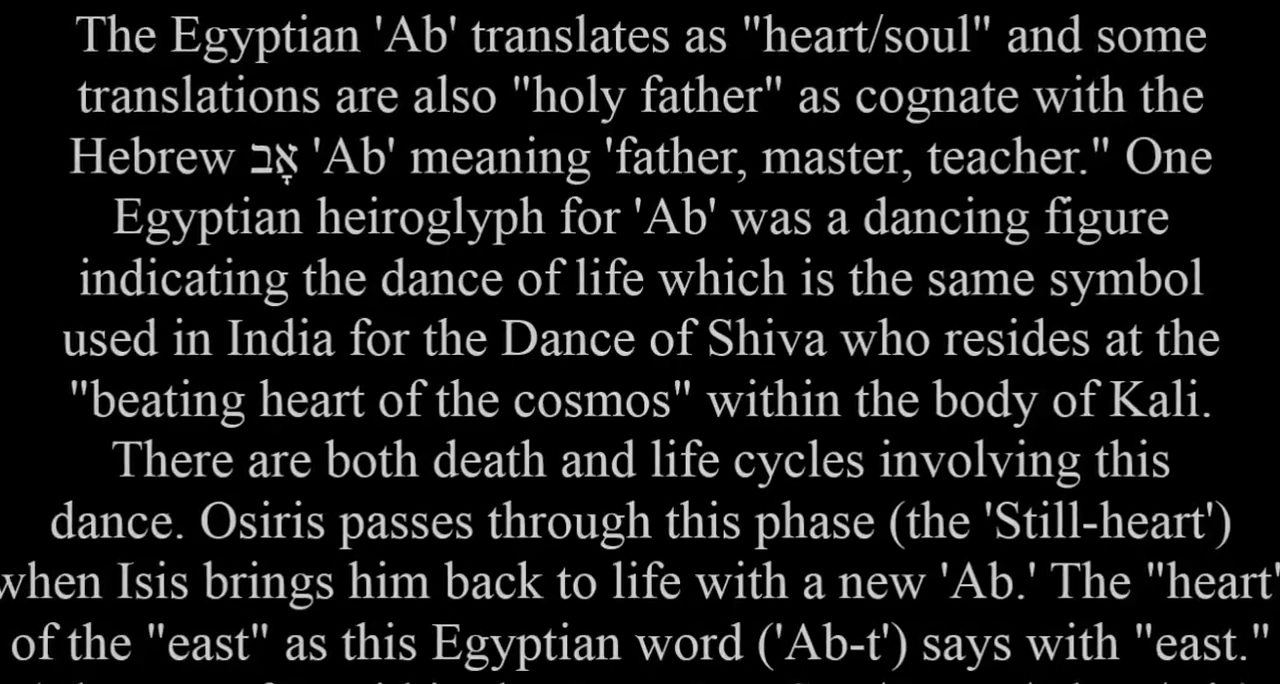 The Egyptian 'Ab' translates as "heart/soul" and some
translations are also "holy father" as cognate with the
Hebrew אָב 'Ab' meaning 'father, master, teacher." One
Egyptian heiroglyph for 'Ab' was a dancing figure
indicating the dance of life which is the same symbol
used in India for the Dance of Shiva who resides at the
"beating heart of the cosmos" within the body of Kali.
There are both death and life cycles involving this
dance. Osiris passes through this phase (the 'Still-heart')
when Isis brings him back to life with a new 'Ab.' The "heart'
of the "east" as this Egyptian word ('Ab-t') says with "east."